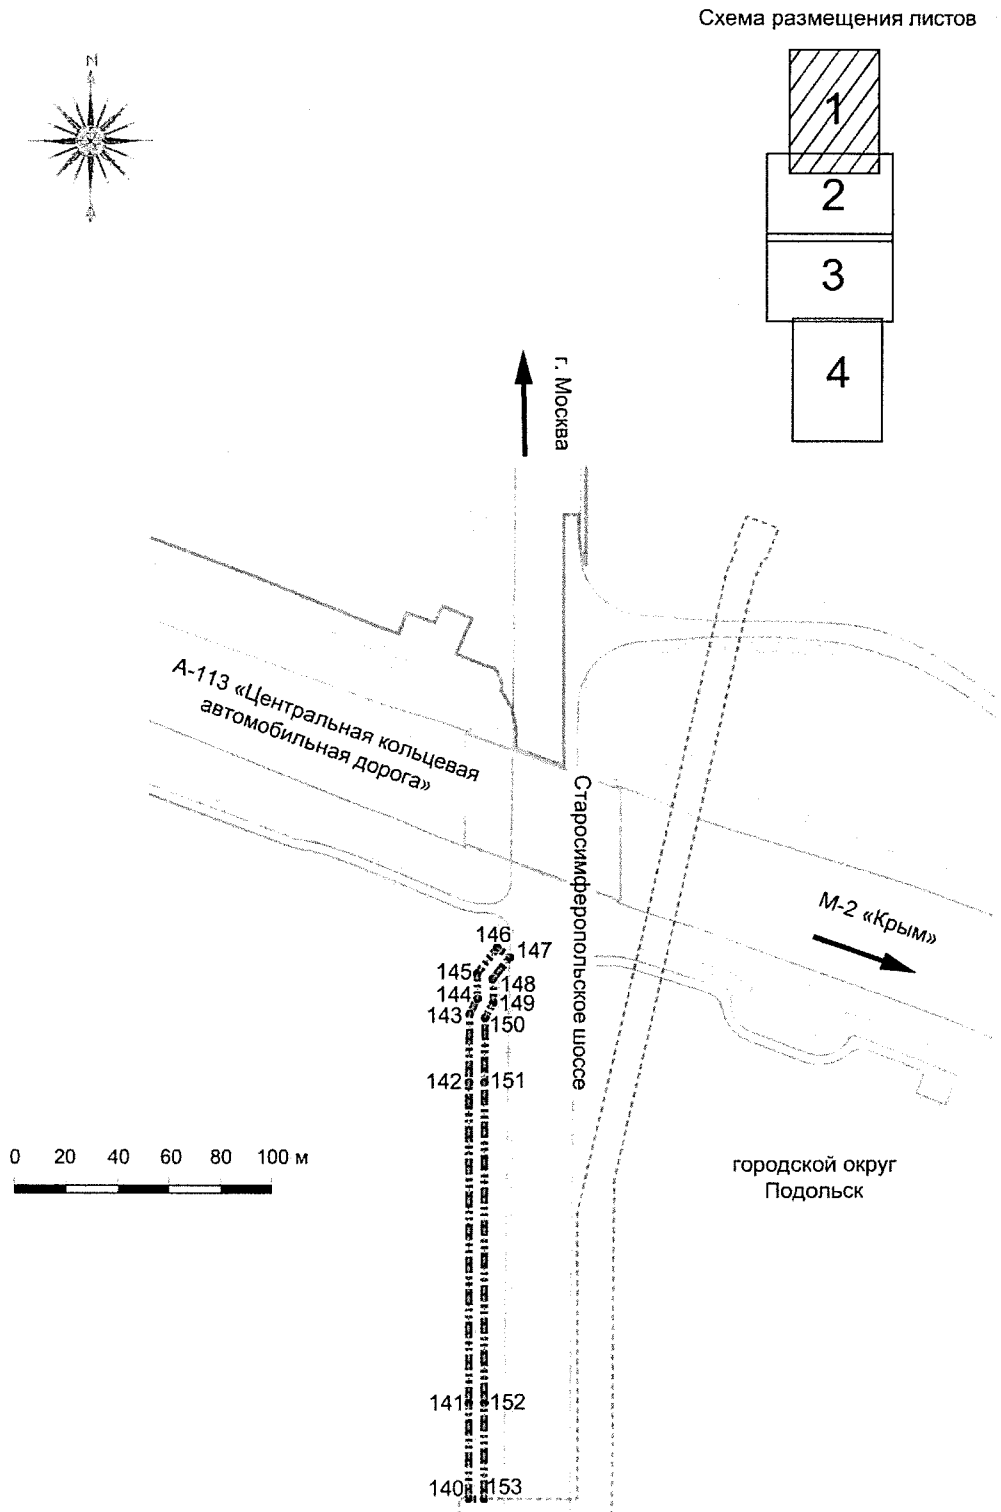 Схема размещения листов
N
1
2
3
4
г. Москва
А-113 «Центральная кольцевая
автомобильная дорога»
Старосимферопольское шоссе
М-2 «Крым»
146
147
145
148
144
149
143
150
142
151
0 20 40 60 80 100 м
городской округ
Подольск
141
152
140
153